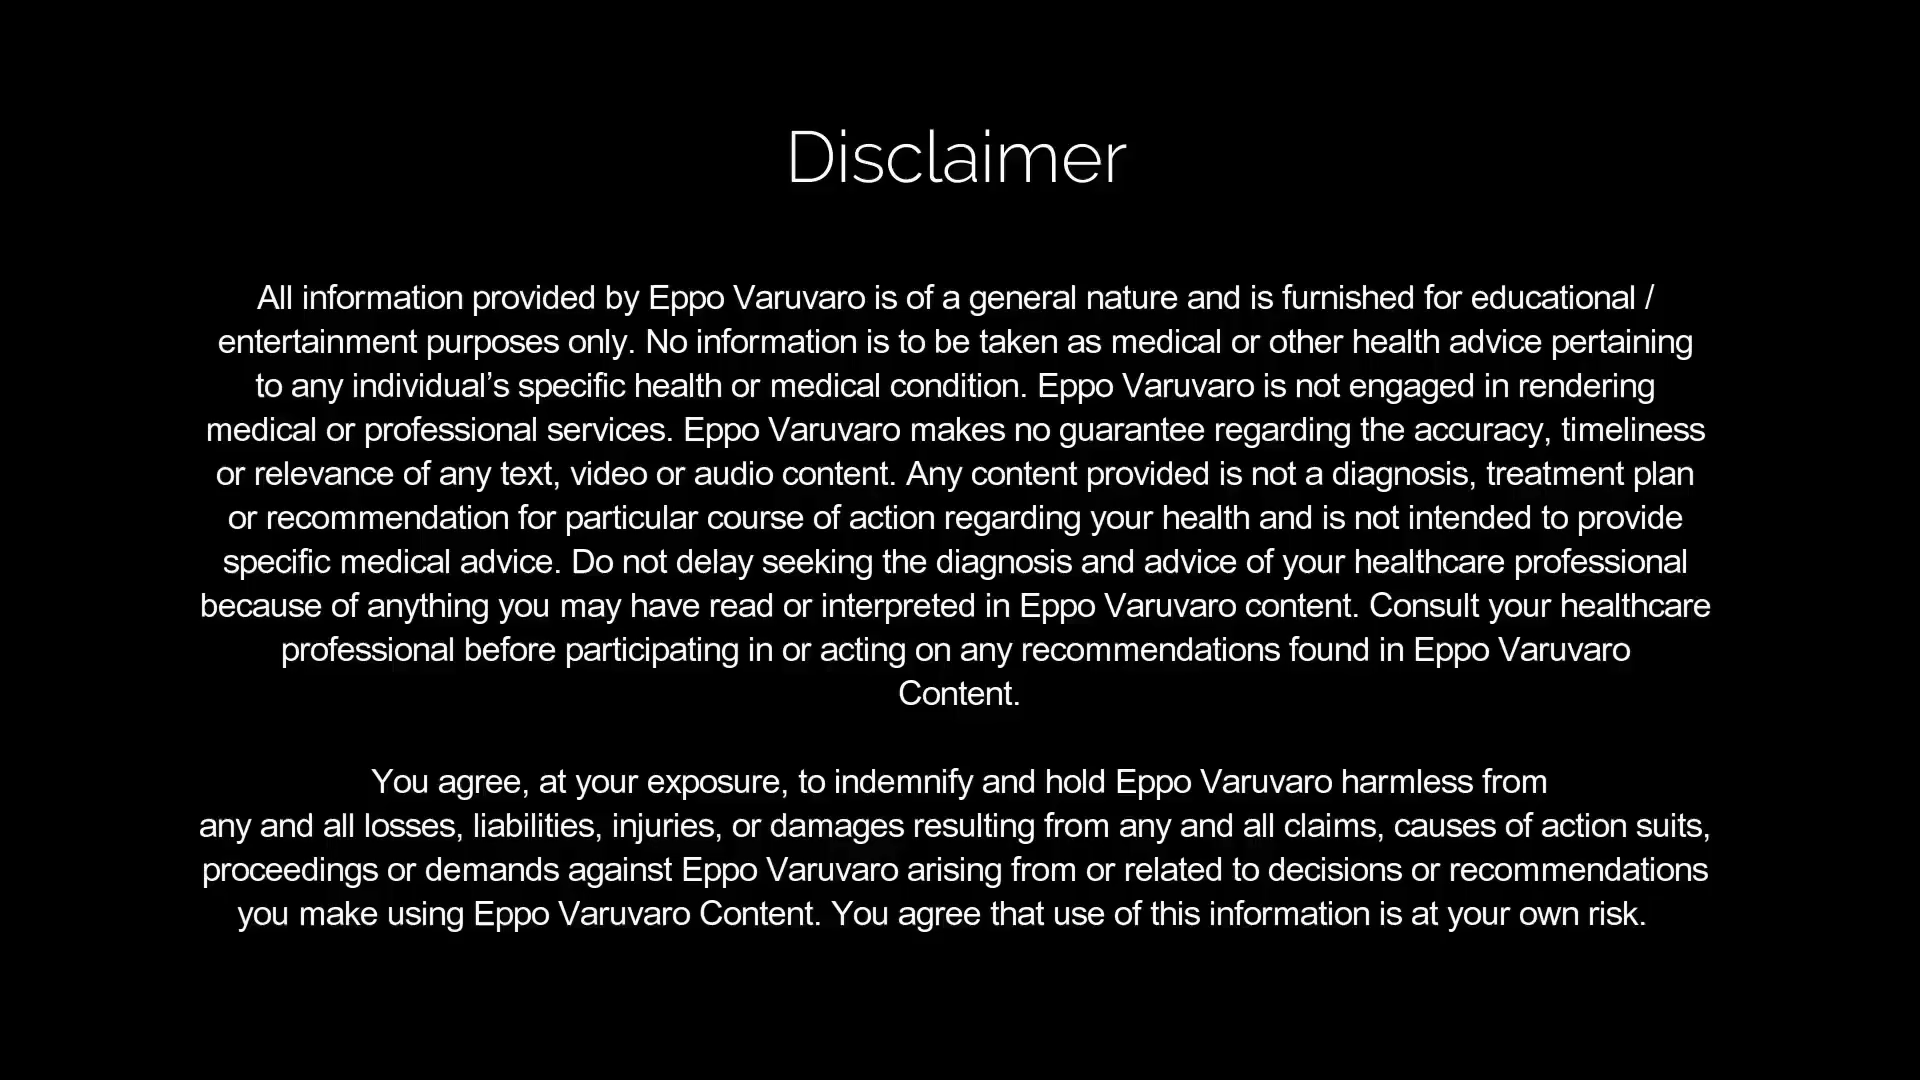 Disclaimer
All information provided by Eppo Varuvaro is of a general nature and is furnished for educational /
entertainment purposes only. No information is to be taken as medical or other health advice pertaining
to any individual’s specific health or medical condition. Eppo Varuvaro is not engaged in rendering
medical or professional services. Eppo Varuvaro makes no guarantee regarding the accuracy, timeliness
or relevance of any text, video or audio content. Any content provided is not a diagnosis, treatment plan
or recommendation for particular course of action regarding your health and is not intended to provide
specific medical advice. Do not delay seeking the diagnosis and advice of your healthcare professional
because of anything you may have read or interpreted in Eppo Varuvaro content. Consult your healthcare
professional before participating in or acting on any recommendations found in Eppo Varuvaro
Content.
You agree, at your exposure, to indemnify and hold Eppo Varuvaro harmless from
any and all losses, liabilities, injuries, or damages resulting from any and all claims, causes of action suits,
proceedings or demands against Eppo Varuvaro arising from or related to decisions or recommendations
you make using Eppo Varuvaro Content. You agree that use of this information is at your own risk.